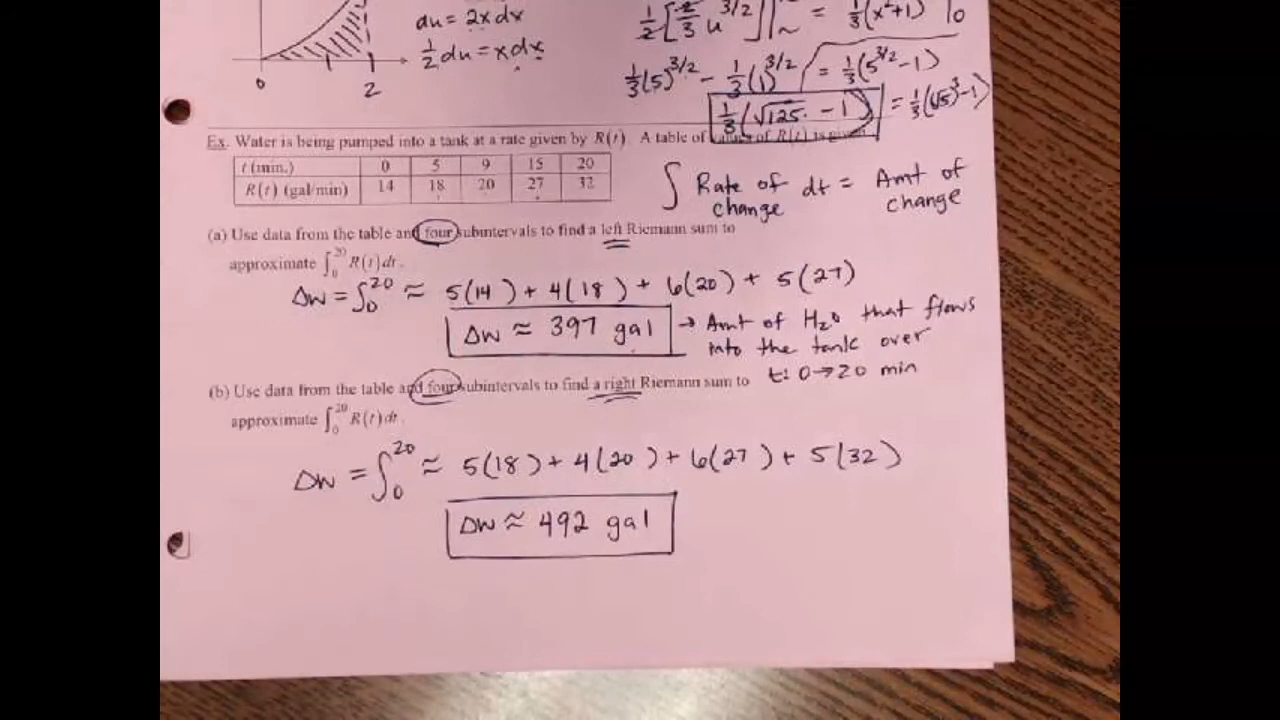 du = 2x dx
½ du = x dx
0 2
½ [⅔ u^{3/2}]| = ⅓(x²+1) |₀
⅓(5)^{3/2} − ⅓(1)^{3/2} = ⅓(5^{3/2} − 1)
⅓(√125 − 1) = ⅓(√5³ − 1)
Ex. Water is being pumped into a tank at a rate given by R(t). A table of values of R(t) is given
t (min.) 0 5 9 15 20
R(t) (gal/min) 14 18 20 27 32
∫ Rate of change dt = Amt of change
(a) Use data from the table and four subintervals to find a left Riemann sum to
approximate ∫₀²⁰ R(t) dt.
Δw = ∫₀²⁰ ≈ 5(14) + 4(18) + 6(20) + 5(27)
Δw ≈ 397 gal → Amt of H₂O that flows
into the tank over
t: 0→20 min
(b) Use data from the table and four subintervals to find a right Riemann sum to
approximate ∫₀²⁰ R(t) dt.
Δw = ∫₀²⁰ ≈ 5(18) + 4(20) + 6(27) + 5(32)
Δw ≈ 492 gal